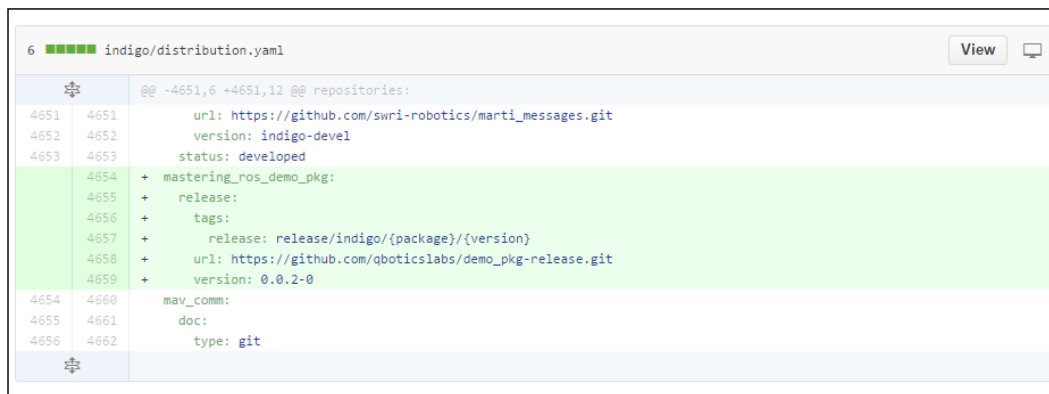 6 indigo/distribution.yaml View
@@ -4651,6 +4651,12 @@ repositories:
4651 4651 url: https://github.com/swri-robotics/marti_messages.git
4652 4652 version: indigo-devel
4653 4653 status: developed
4654 + mastering_ros_demo_pkg:
4655 + release:
4656 + tags:
4657 + release: release/indigo/{package}/{version}
4658 + url: https://github.com/qboticslabs/demo_pkg-release.git
4659 + version: 0.0.2-0
4654 4660 mav_comm:
4655 4661 doc:
4656 4662 type: git